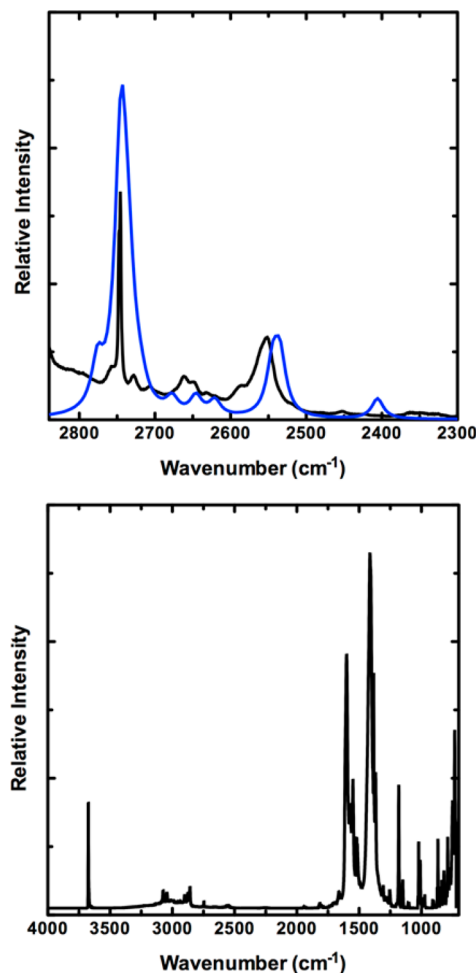 Relative Intensity
2800 2700 2600 2500 2400 2300
Wavenumber (cm-1)
Relative Intensity
4000 3500 3000 2500 2000 1500 1000
Wavenumber (cm-1)